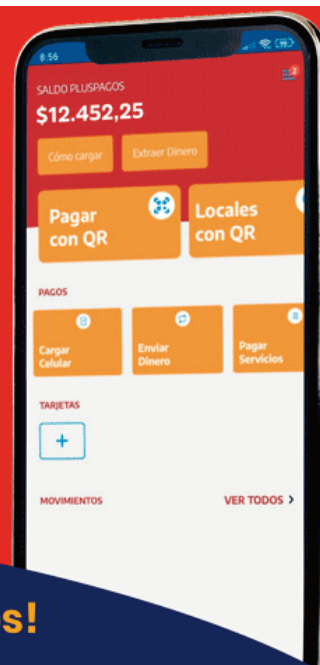 8.56
SALDO PLUSPAGOS
$12.452,25
Cómo cargar
Extraer Dinero
Pagar
con QR
Locales
con QR
PAGOS
Cargar
Celular
Enviar
Dinero
Pagar
Servicios
TARJETAS
+
MOVIMIENTOS
VER TODOS >
s!